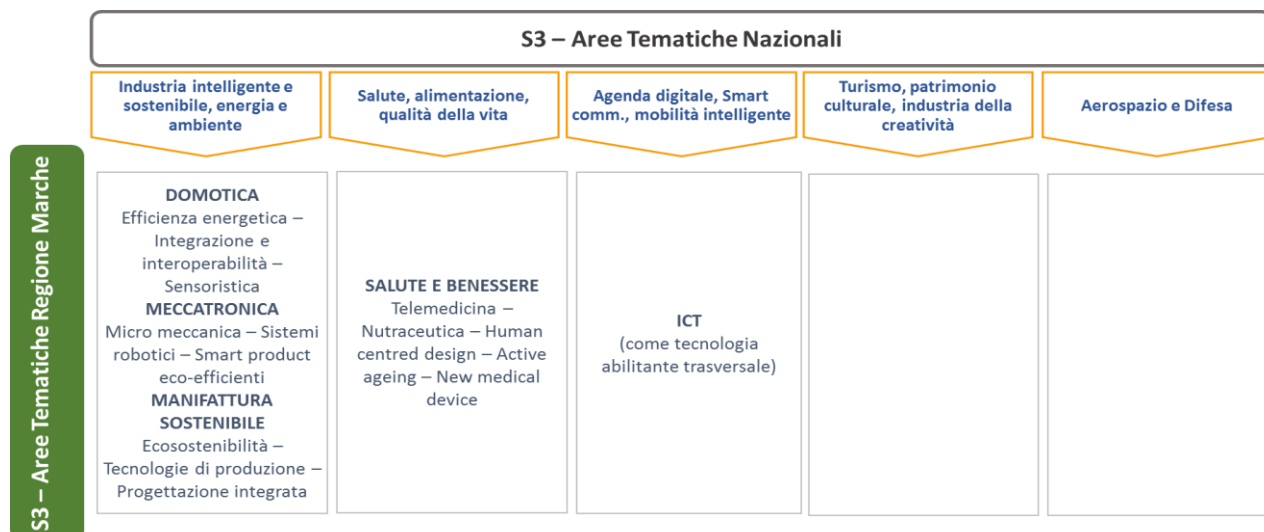 S3 – Aree Tematiche Nazionali
Industria intelligente e
sostenibile, energia e
ambiente
Salute, alimentazione,
qualità della vita
Agenda digitale, Smart
comm., mobilità intelligente
Turismo, patrimonio
culturale, industria della
creatività
Aerospazio e Difesa
S3 – Aree Tematiche Regione Marche
DOMOTICA
Efficienza energetica –
Integrazione e
interoperabilità –
Sensoristica
MECCATRONICA
Micro meccanica – Sistemi
robotici – Smart product
eco-efficienti
MANIFATTURA
SOSTENIBILE
Ecosostenibilità –
Tecnologie di produzione –
Progettazione integrata
SALUTE E BENESSERE
Telemedicina –
Nutraceutica – Human
centred design – Active
ageing – New medical
device
ICT
(come tecnologia
abilitante trasversale)